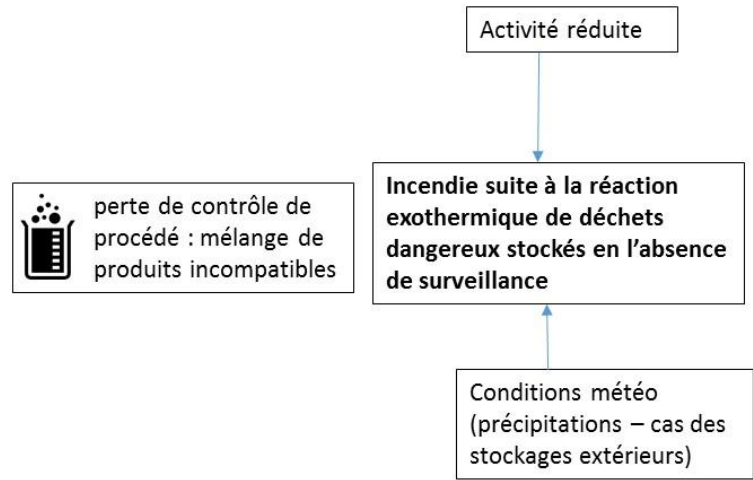 Activité réduite
perte de contrôle de
procédé : mélange de
produits incompatibles
Incendie suite à la réaction
exothermique de déchets
dangereux stockés en l’absence
de surveillance
Conditions météo
(précipitations – cas des
stockages extérieurs)